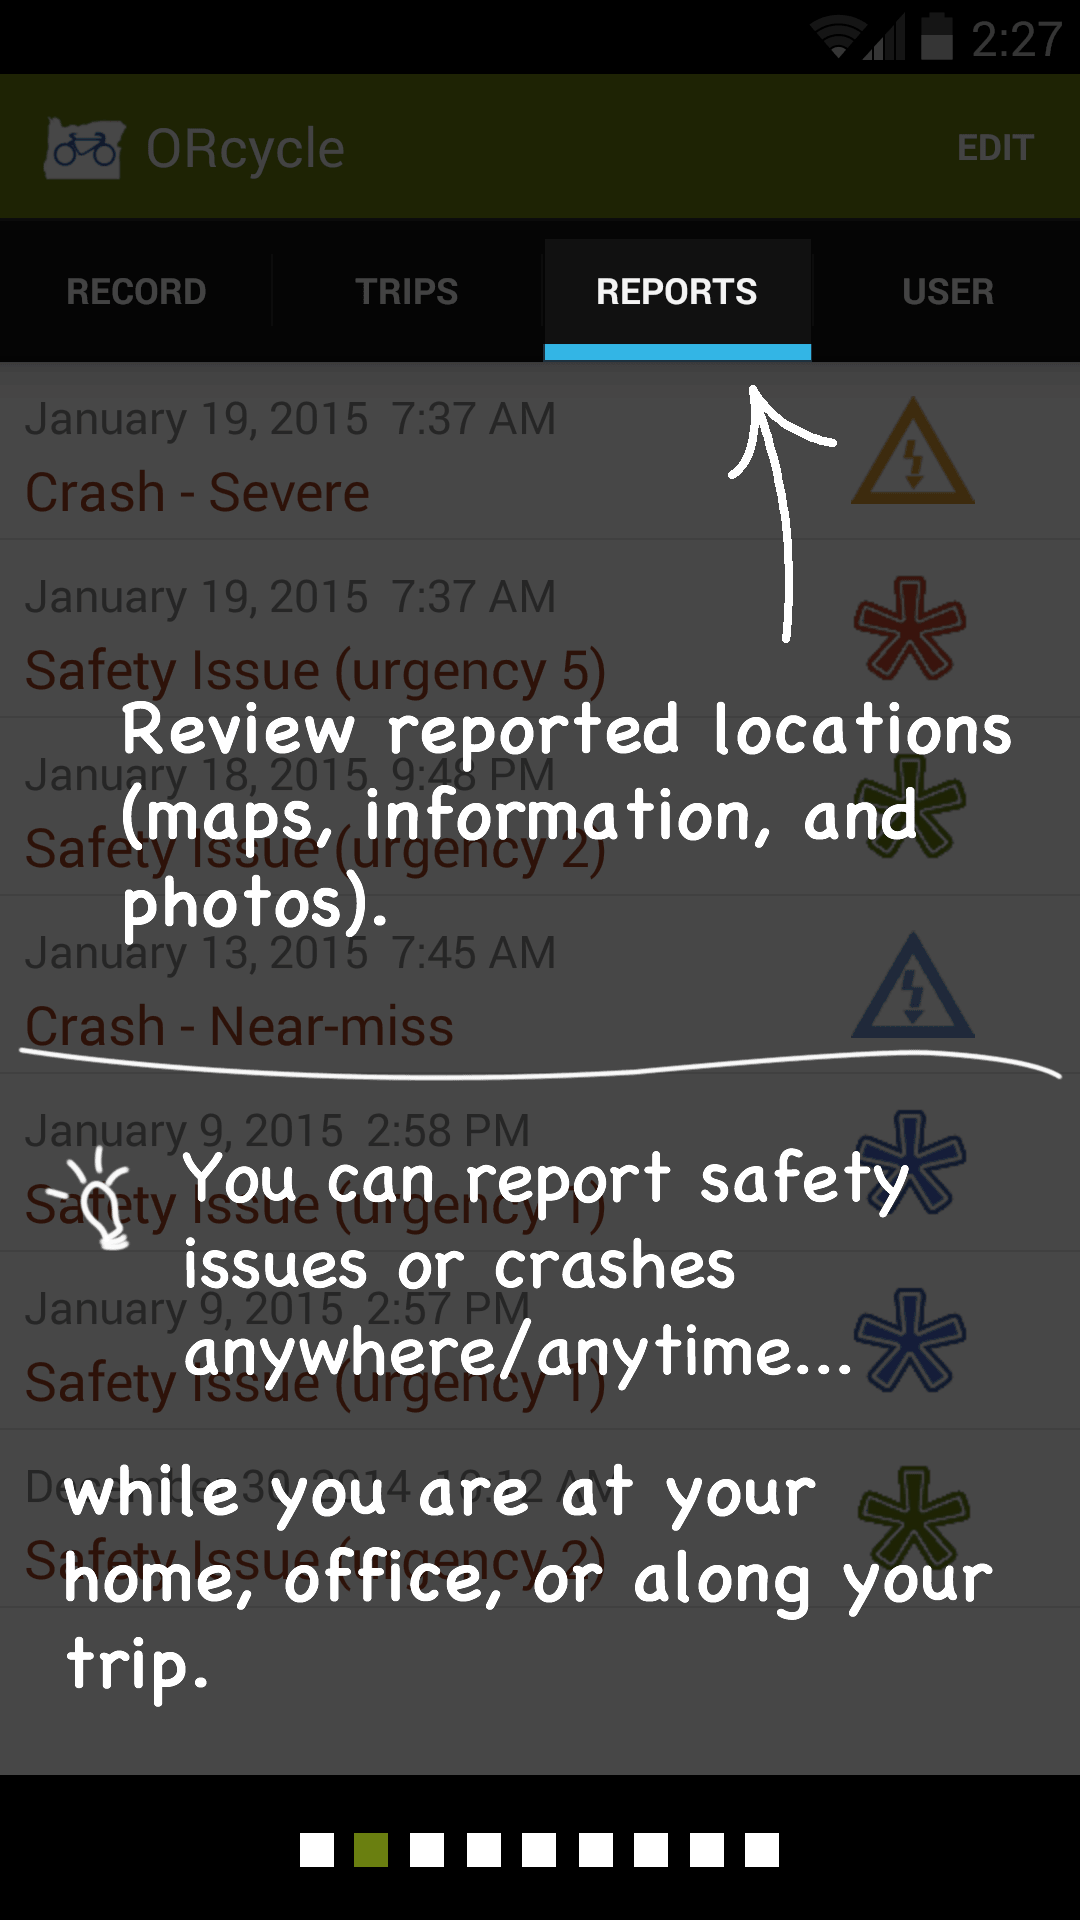 2:27
ORcycle
EDIT
RECORD
TRIPS
REPORTS
USER
January 19, 2015 7:37 AM
Crash - Severe
January 19, 2015 7:37 AM
Safety Issue (urgency 5)
Review reported locations
January 18, 2015 9:48 PM
(maps, information, and
Safety Issue (urgency 2)
photos).
January 13, 2015 7:45 AM
Crash - Near-miss
January 9, 2015 2:58 PM
You can report safety
Safety Issue (urgency 1)
issues or crashes
January 9, 2015 2:57 PM
anywhere/anytime...
Safety Issue (urgency 1)
December 30, 2014 10:12 AM
while you are at your
Safety Issue (urgency 2)
home, office, or along your
trip.